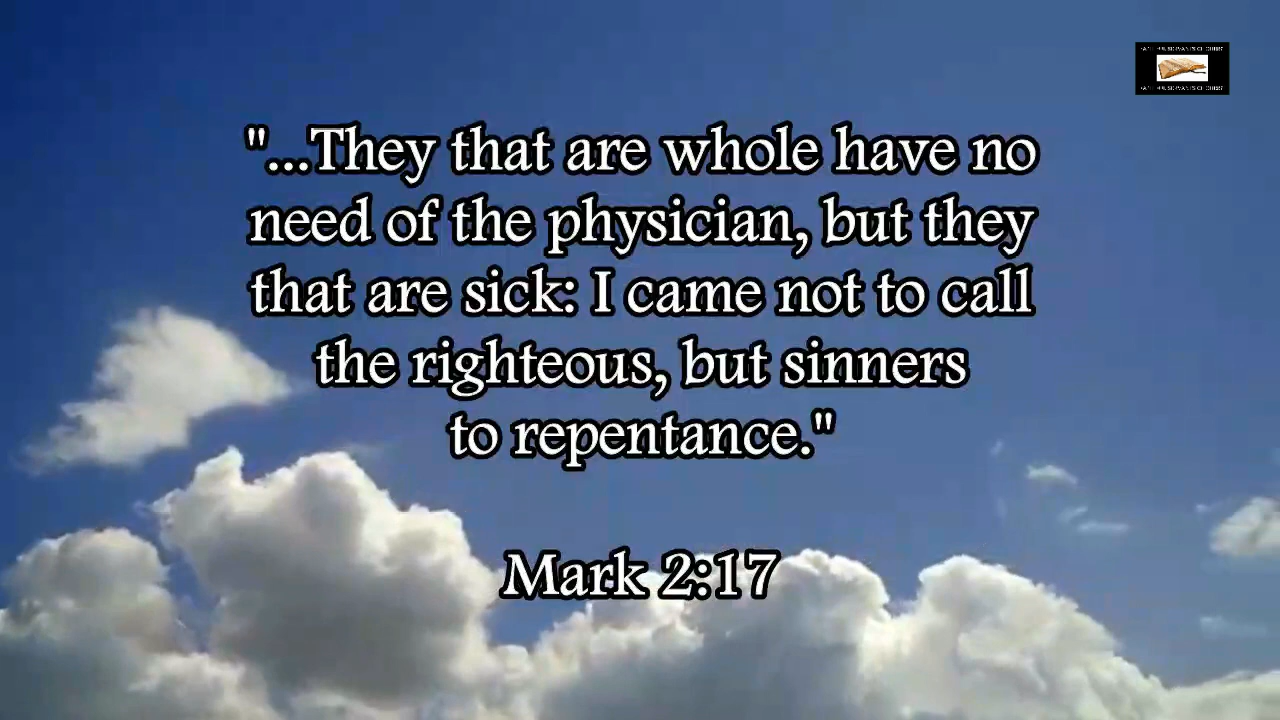 "...They that are whole have no
need of the physician, but they
that are sick: I came not to call
the righteous, but sinners
to repentance."
Mark 2:17